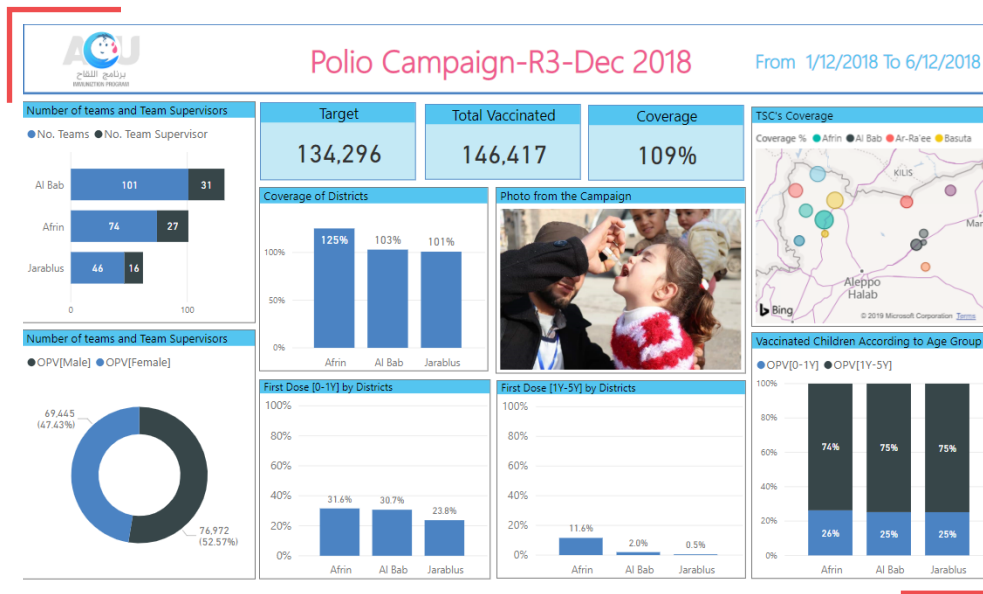 ACU
برنامج اللقاح
IMMUNIZATION PROGRAM
Polio Campaign-R3-Dec 2018
From 1/12/2018 To 6/12/2018
Number of teams and Team Supervisors
No. Teams No. Team Supervisor
Al Bab 101 31
Afrin 74 27
Jarablus 46 16
0 100
Target
134,296
Total Vaccinated
146,417
Coverage
109%
TSC's Coverage
Coverage % Afrin Al Bab Ar-Ra'ee Basuta
KILIS
Mar
Aleppo
Halab
Bing
© 2019 Microsoft Corporation Terms
Coverage of Districts
125% 103% 101%
100%
50%
0%
Afrin Al Bab Jarablus
Photo from the Campaign
Number of teams and Team Supervisors
OPV[Male] OPV[Female]
69,445
(47.43%)
76,972
(52.57%)
First Dose [0-1Y] by Districts
100%
80%
60%
40%
20%
0%
31.6% 30.7% 23.8%
Afrin Al Bab Jarablus
First Dose [1Y-5Y] by Districts
100%
80%
60%
40%
20%
0%
11.6% 2.0% 0.5%
Afrin Al Bab Jarablus
Vaccinated Children According to Age Group
OPV[0-1Y] OPV[1Y-5Y]
100%
80%
60%
40%
20%
0%
74% 75% 75%
26% 25% 25%
Afrin Al Bab Jarablus